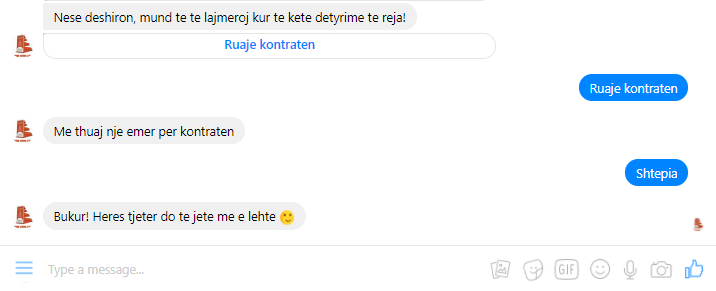 Nese deshiron, mund te te lajmeroj kur te kete detyrime te reja!
Ruaje kontraten
Ruaje kontraten
Me thuaj nje emer per kontraten
Shtepia
Bukur! Heres tjeter do te jete me e lehte 🙂
Type a message...
GIF